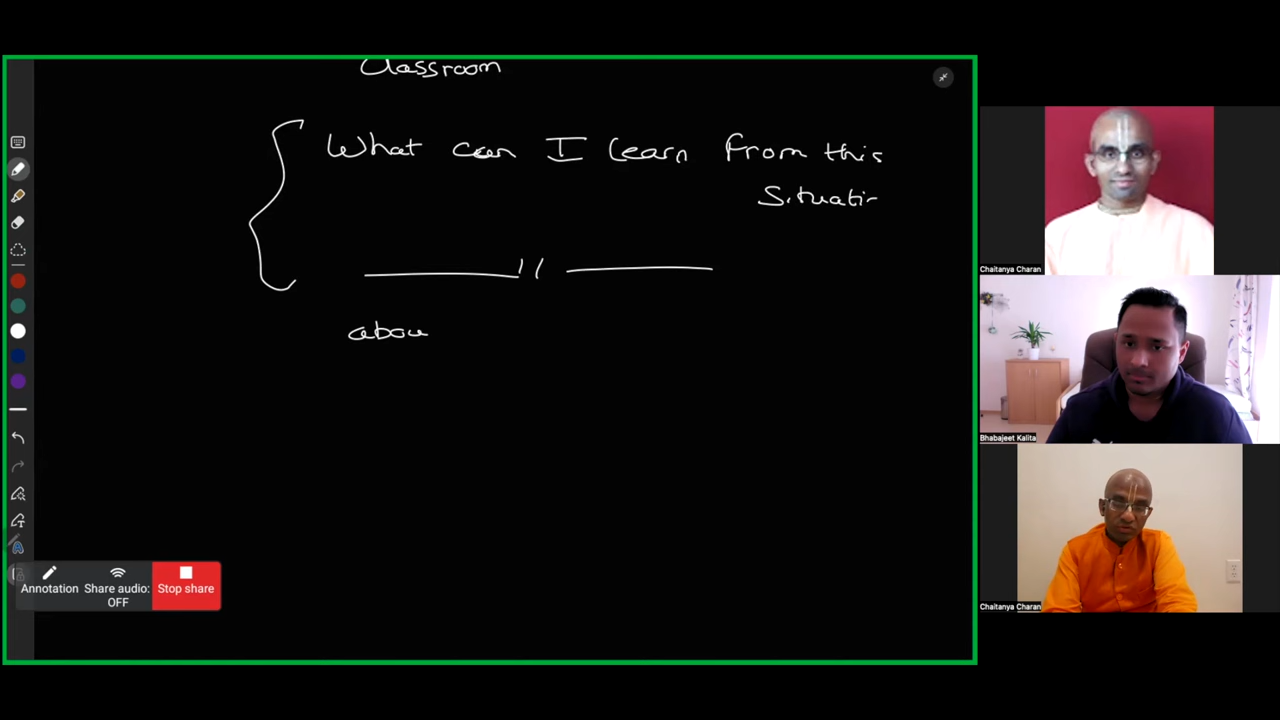 Classroom
What can I learn from this
Situati
abou
Annotation
Share audio:
OFF
Stop share
Chaitanya Charan
Bhabajeet Kalita
Chaitanya Charan